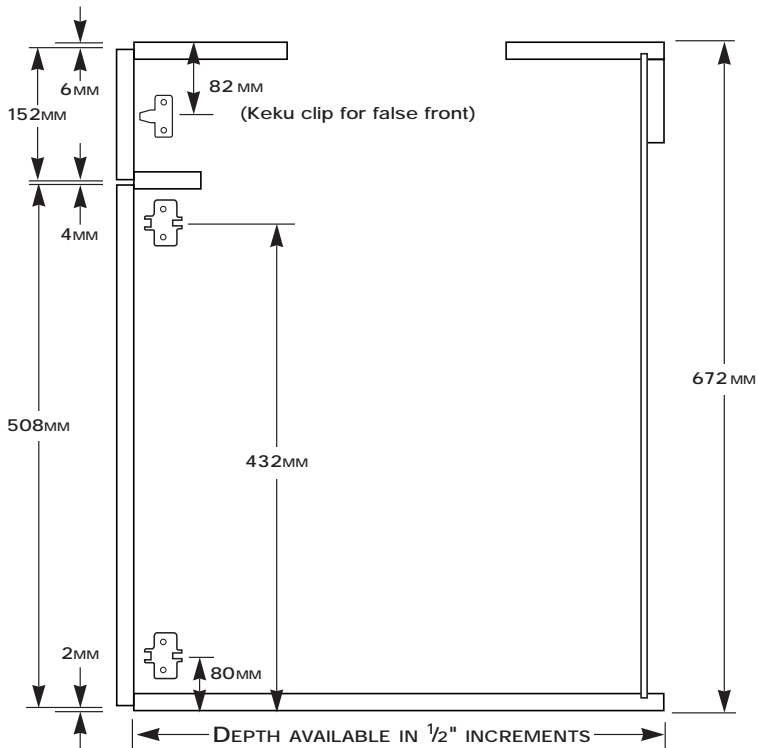 6MM
82 MM
152MM
(Keku clip for false front)
4MM
672 MM
508MM
432MM
2MM
80MM
DEPTH AVAILABLE IN 1/2" INCREMENTS